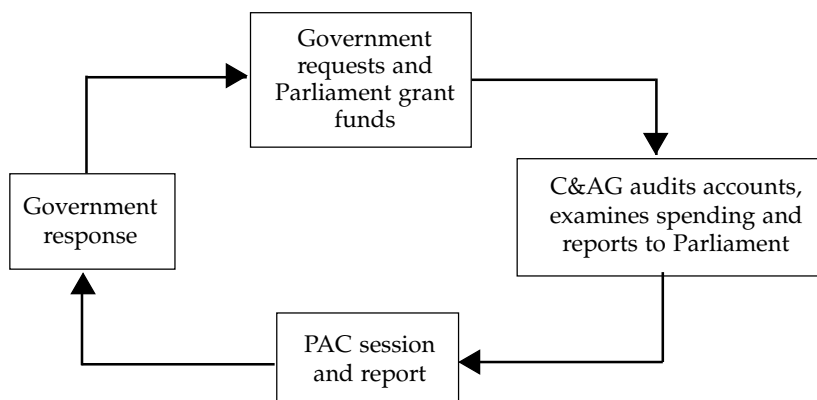 Government
requests and
Parliament grant
funds
C&AG audits accounts,
examines spending and
reports to Parliament
PAC session
and report
Government
response